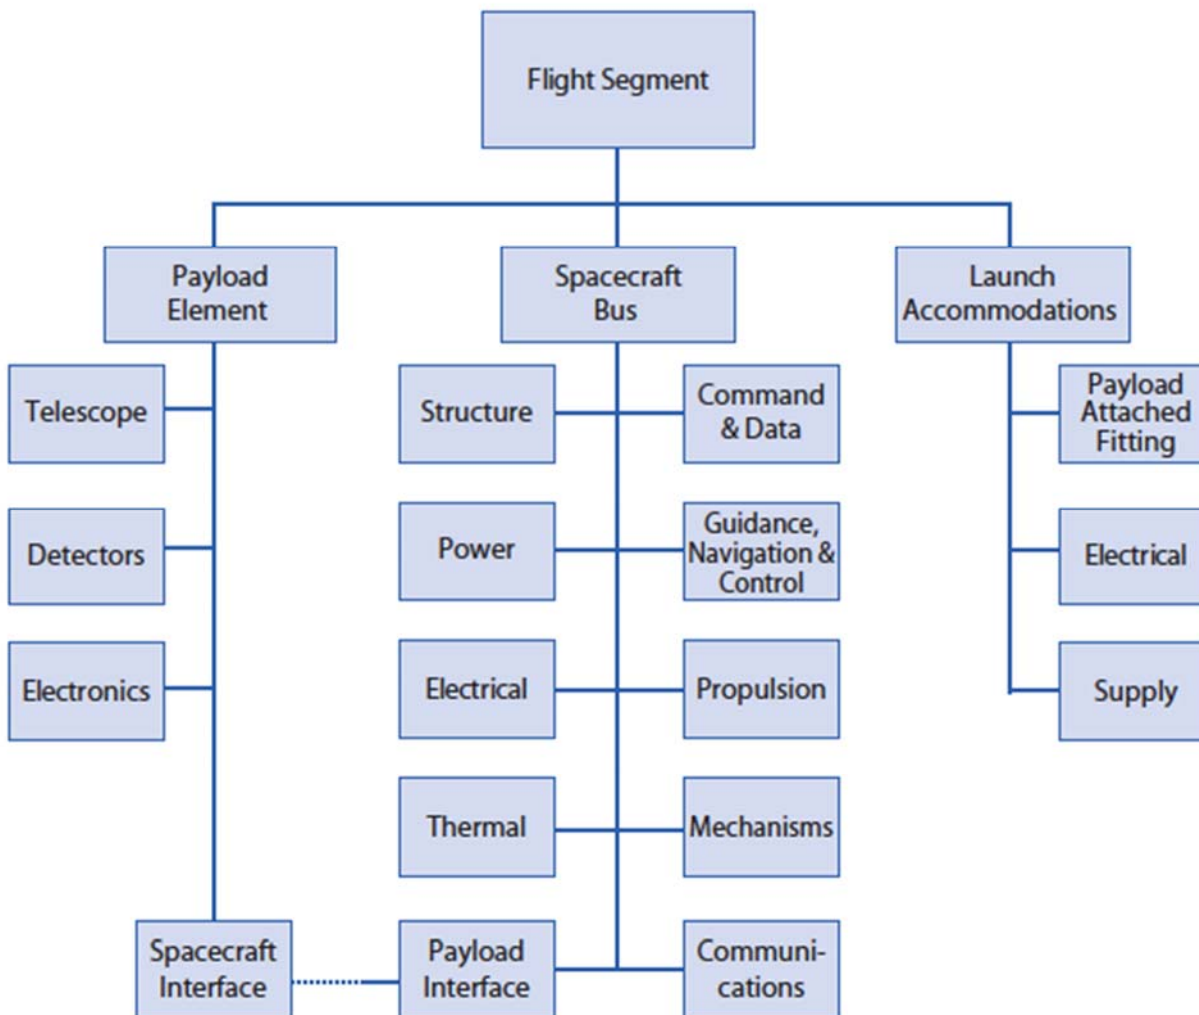 Flight Segment
Payload
Element
Spacecraft
Bus
Launch
Accommodations
Telescope
Structure
Command
& Data
Payload
Attached
Fitting
Detectors
Power
Guidance,
Navigation &
Control
Electrical
Electronics
Electrical
Propulsion
Supply
Thermal
Mechanisms
Spacecraft
Interface
Payload
Interface
Communi-
cations